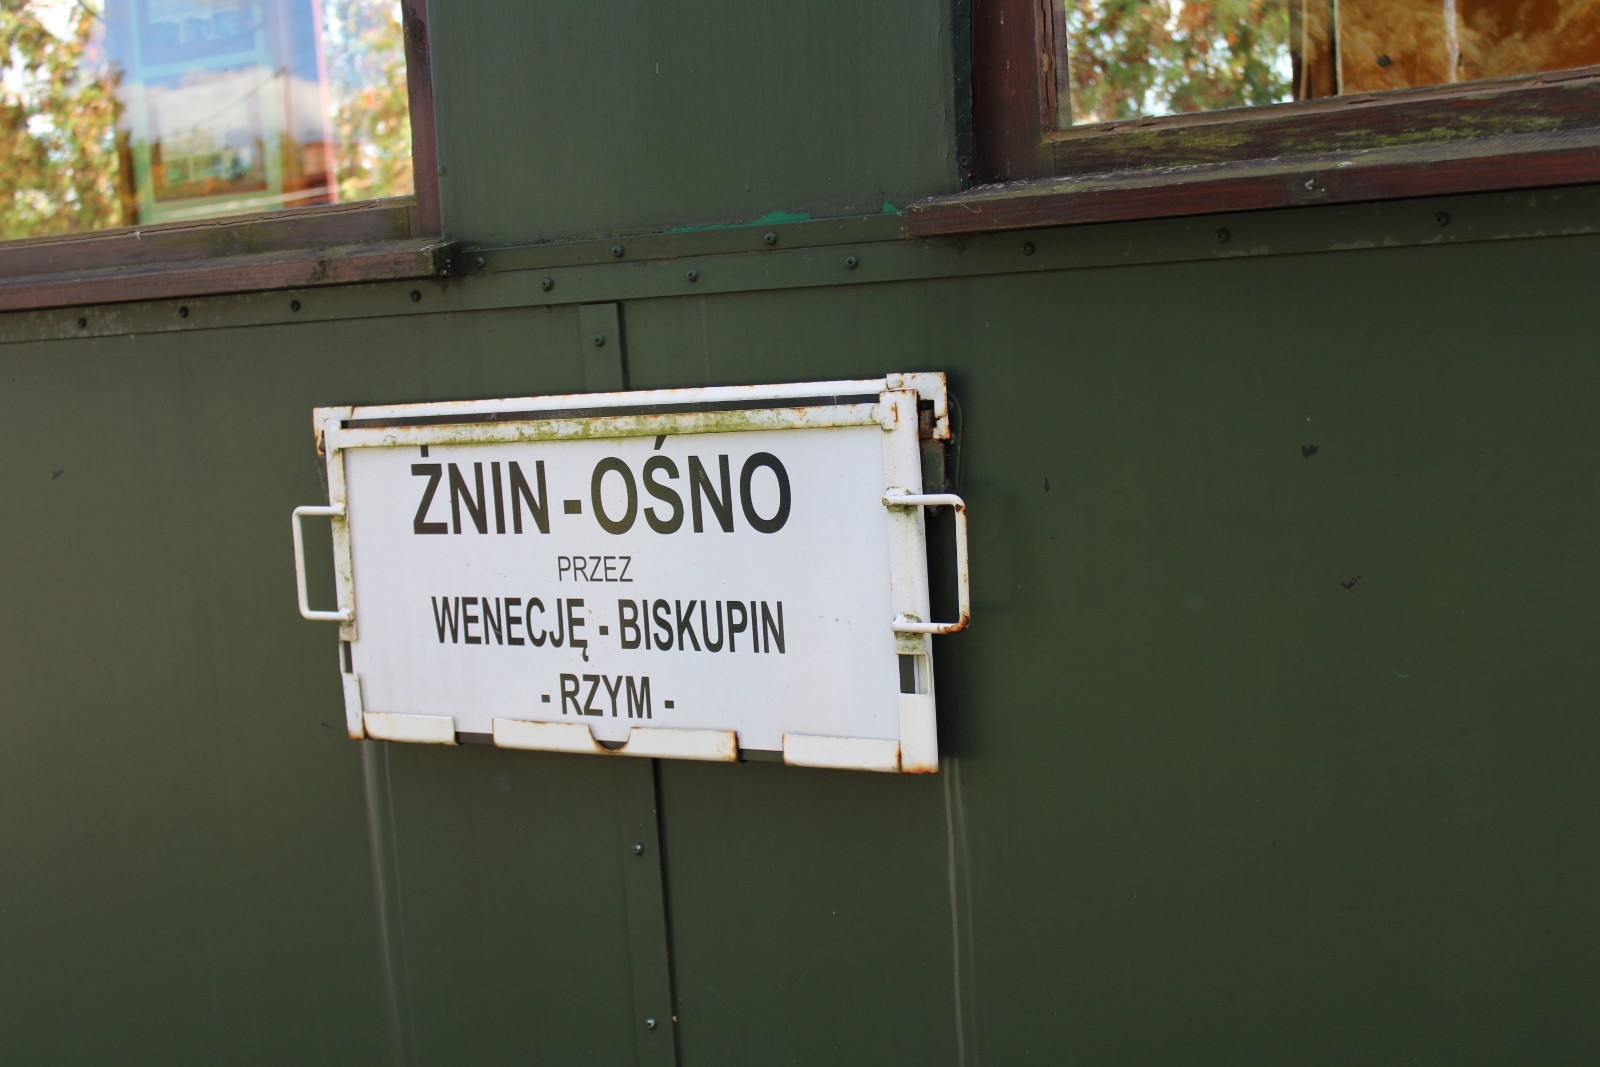 ŻNIN - OŚNO
PRZEZ
WENECJĘ - BISKUPIN
- RZYM -